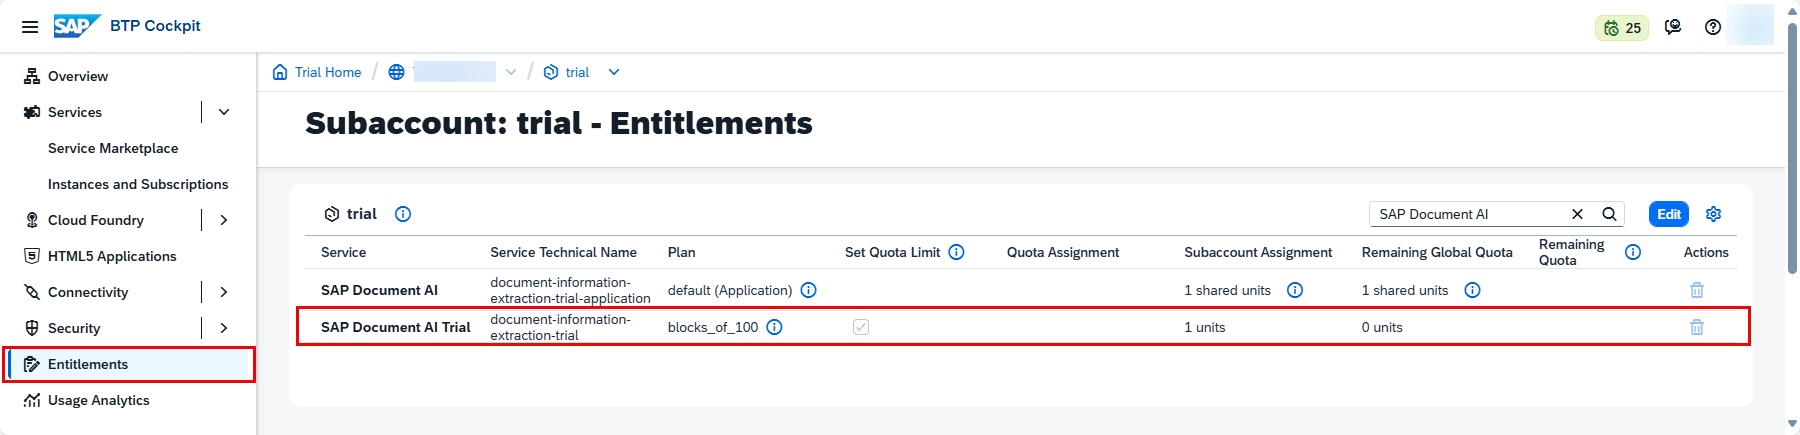 SAP BTP Cockpit 25
Overview
Services
Service Marketplace
Instances and Subscriptions
Cloud Foundry
HTML5 Applications
Connectivity
Security
Entitlements
Usage Analytics
Trial Home / / trial
Subaccount: trial - Entitlements
trial SAP Document AI Edit
Service Service Technical Name Plan Set Quota Limit Quota Assignment Subaccount Assignment Remaining Global Quota Remaining Quota Actions
SAP Document AI document-information-extraction-trial-application default (Application) 1 shared units 1 shared units
SAP Document AI Trial document-information-extraction-trial blocks_of_100 1 units 0 units